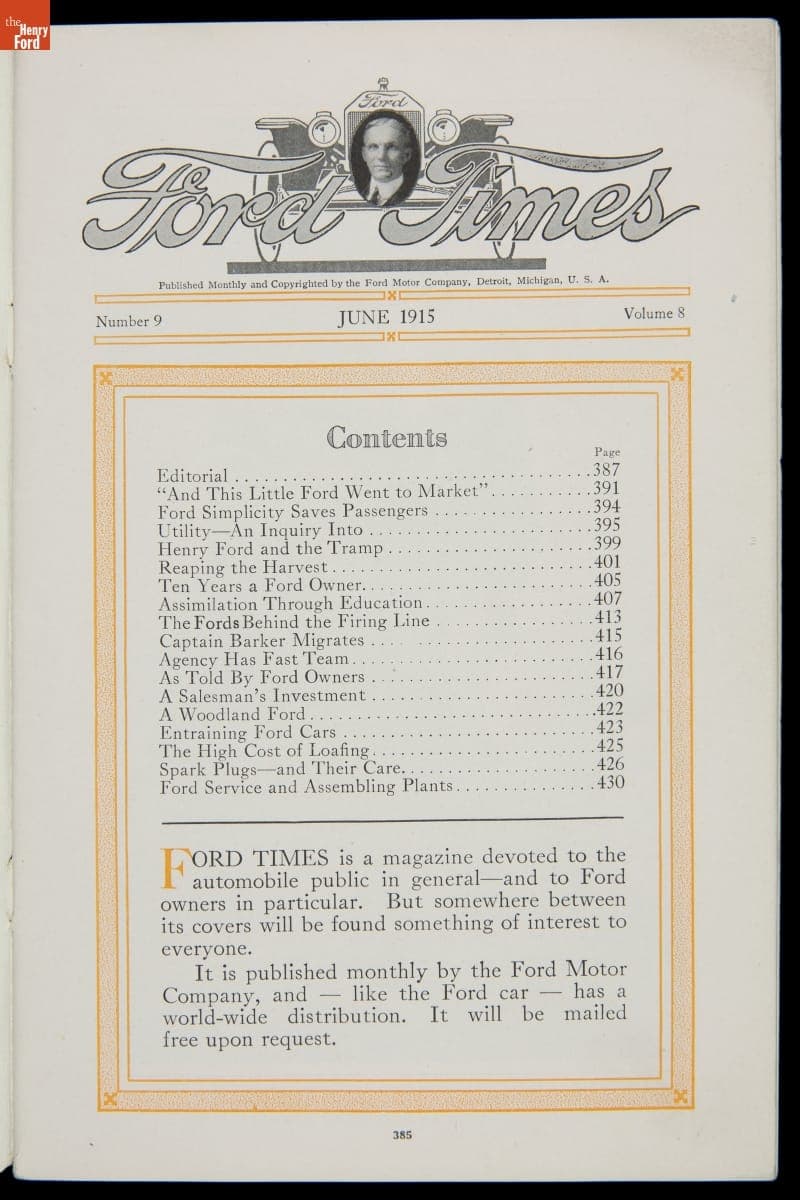 the
Henry
Ford
Ford
Ford Times
Published Monthly and Copyrighted by the Ford Motor Company, Detroit, Michigan, U. S. A.
Number 9 JUNE 1915 Volume 8
Contents
Page
Editorial . . . . . . . . . . . . . . . . . . . . . . . . . . . . . . . . . . . . . . 387
“And This Little Ford Went to Market” . . . . . . . . . . . 391
Ford Simplicity Saves Passengers . . . . . . . . . . . . . . . . . 394
Utility—An Inquiry Into . . . . . . . . . . . . . . . . . . . . . . . . 395
Henry Ford and the Tramp . . . . . . . . . . . . . . . . . . . . . . 399
Reaping the Harvest . . . . . . . . . . . . . . . . . . . . . . . . . . . . 401
Ten Years a Ford Owner. . . . . . . . . . . . . . . . . . . . . . . . . 405
Assimilation Through Education . . . . . . . . . . . . . . . . . . 407
The Fords Behind the Firing Line . . . . . . . . . . . . . . . . . 413
Captain Barker Migrates . . . . . . . . . . . . . . . . . . . . . . . . 415
Agency Has Fast Team . . . . . . . . . . . . . . . . . . . . . . . . . . 416
As Told By Ford Owners . . . . . . . . . . . . . . . . . . . . . . . . 417
A Salesman’s Investment . . . . . . . . . . . . . . . . . . . . . . . . 420
A Woodland Ford . . . . . . . . . . . . . . . . . . . . . . . . . . . . . . 422
Entraining Ford Cars . . . . . . . . . . . . . . . . . . . . . . . . . . . 423
The High Cost of Loafing . . . . . . . . . . . . . . . . . . . . . . . . 425
Spark Plugs—and Their Care. . . . . . . . . . . . . . . . . . . . . 426
Ford Service and Assembling Plants . . . . . . . . . . . . . . . 430
FORD TIMES is a magazine devoted to the
automobile public in general—and to Ford
owners in particular. But somewhere between
its covers will be found something of interest to
everyone.
It is published monthly by the Ford Motor
Company, and — like the Ford car — has a
world-wide distribution. It will be mailed
free upon request.
385